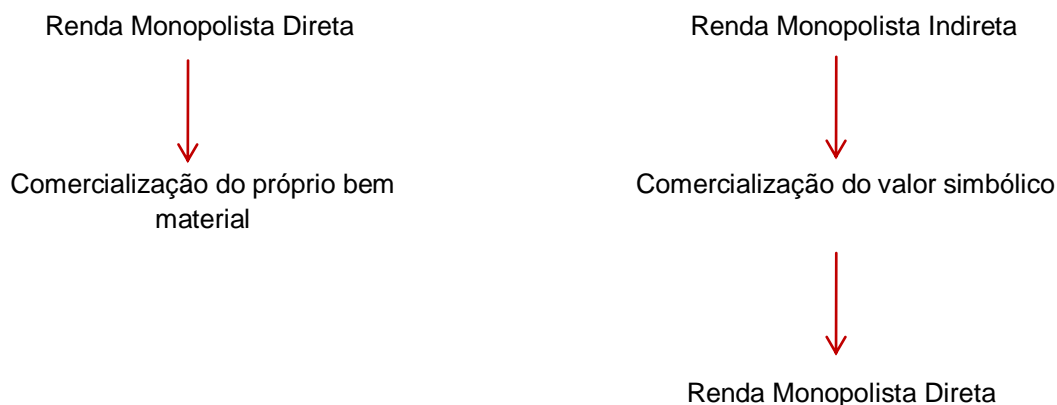 Renda Monopolista Direta
Renda Monopolista Indireta
Comercialização do próprio bem
material
Comercialização do valor simbólico
Renda Monopolista Direta